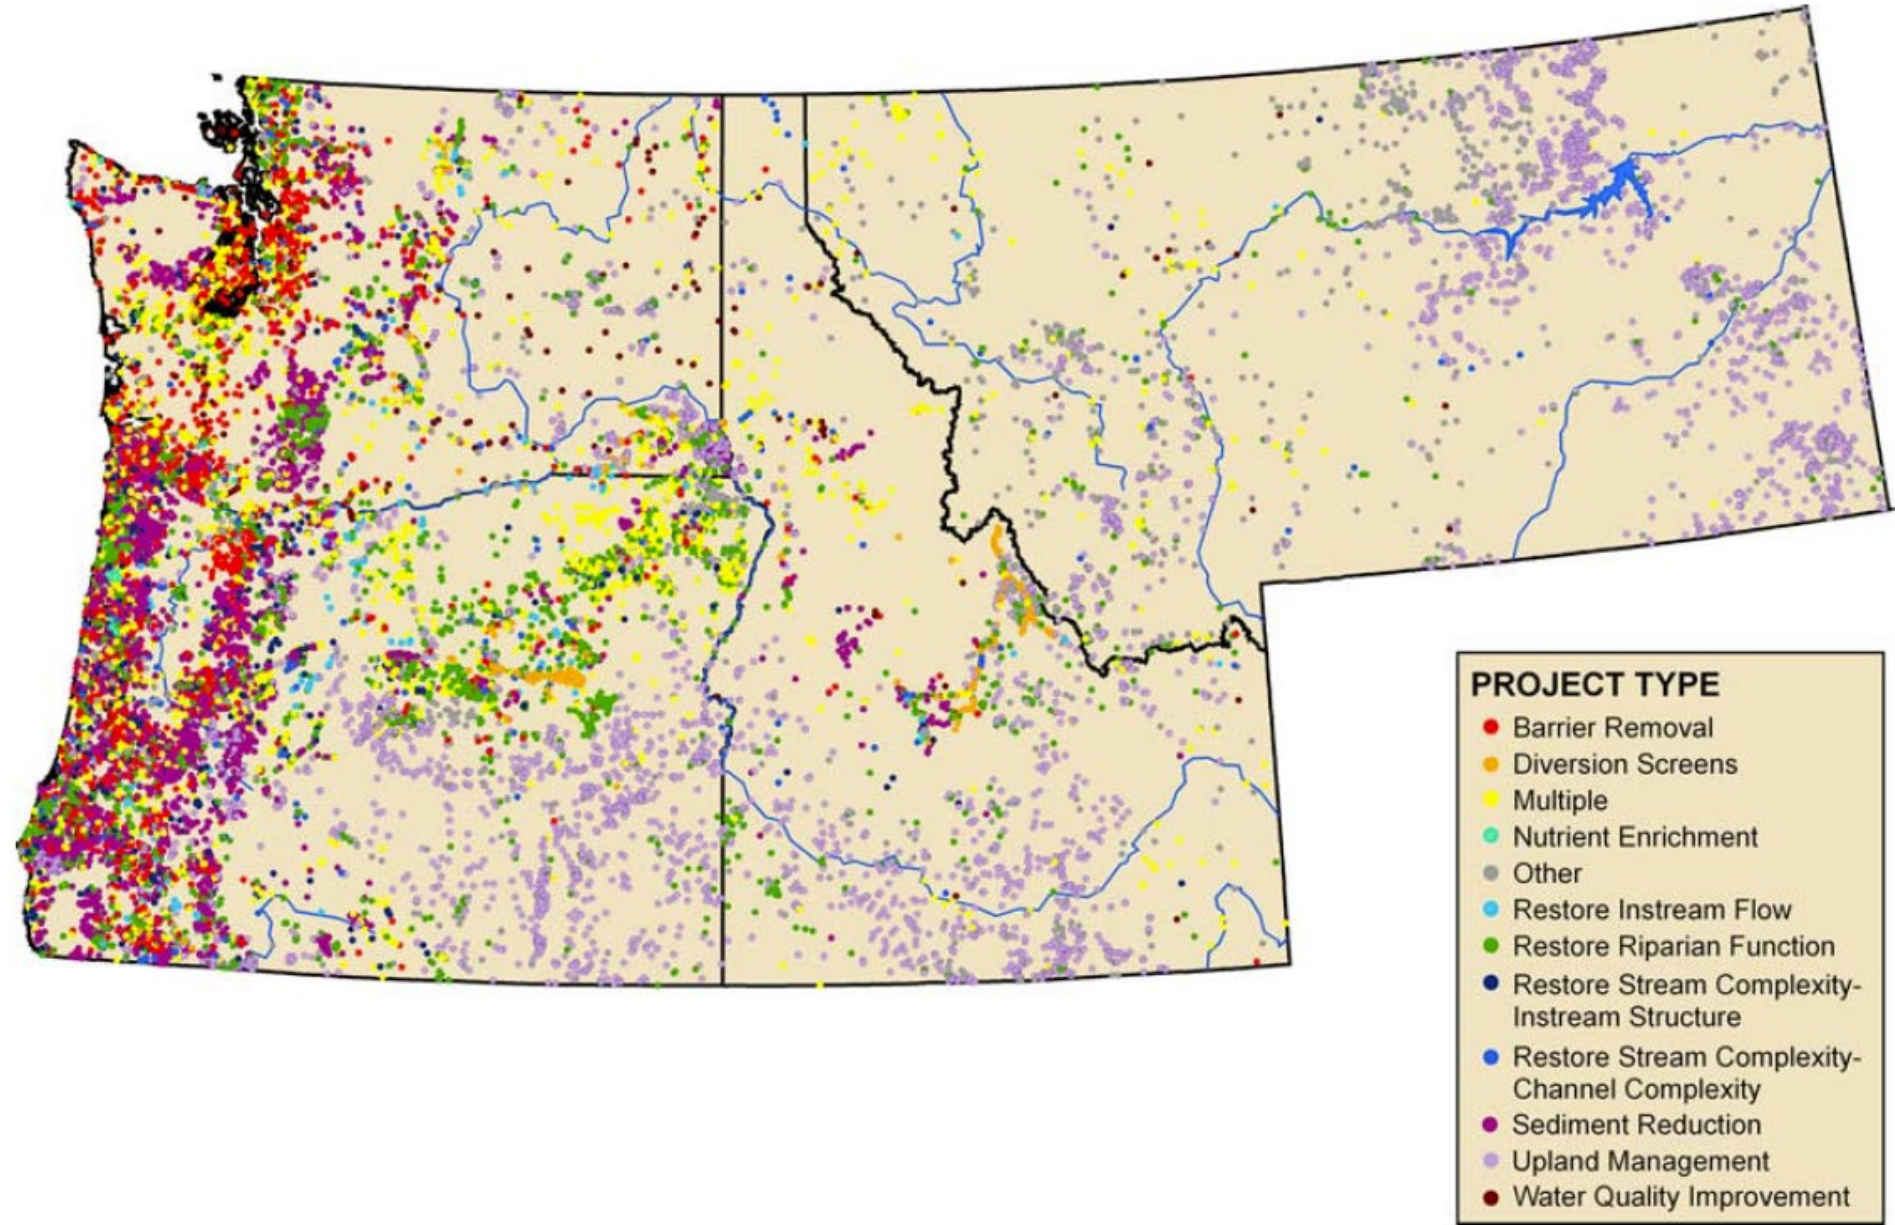 PROJECT TYPE
Barrier Removal
Diversion Screens
Multiple
Nutrient Enrichment
Other
Restore Instream Flow
Restore Riparian Function
Restore Stream Complexity-
Instream Structure
Restore Stream Complexity-
Channel Complexity
Sediment Reduction
Upland Management
Water Quality Improvement